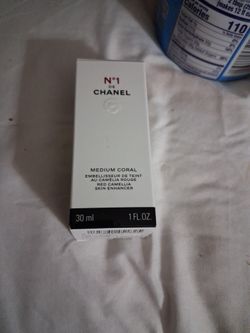 N°1
DE
CHANEL
MEDIUM CORAL
EMBELLISSEUR DE TEINT
AU CAMÉLIA ROUGE
RED CAMELLIA
SKIN ENHANCER
30 ml
1 FL. OZ.
Calories
110